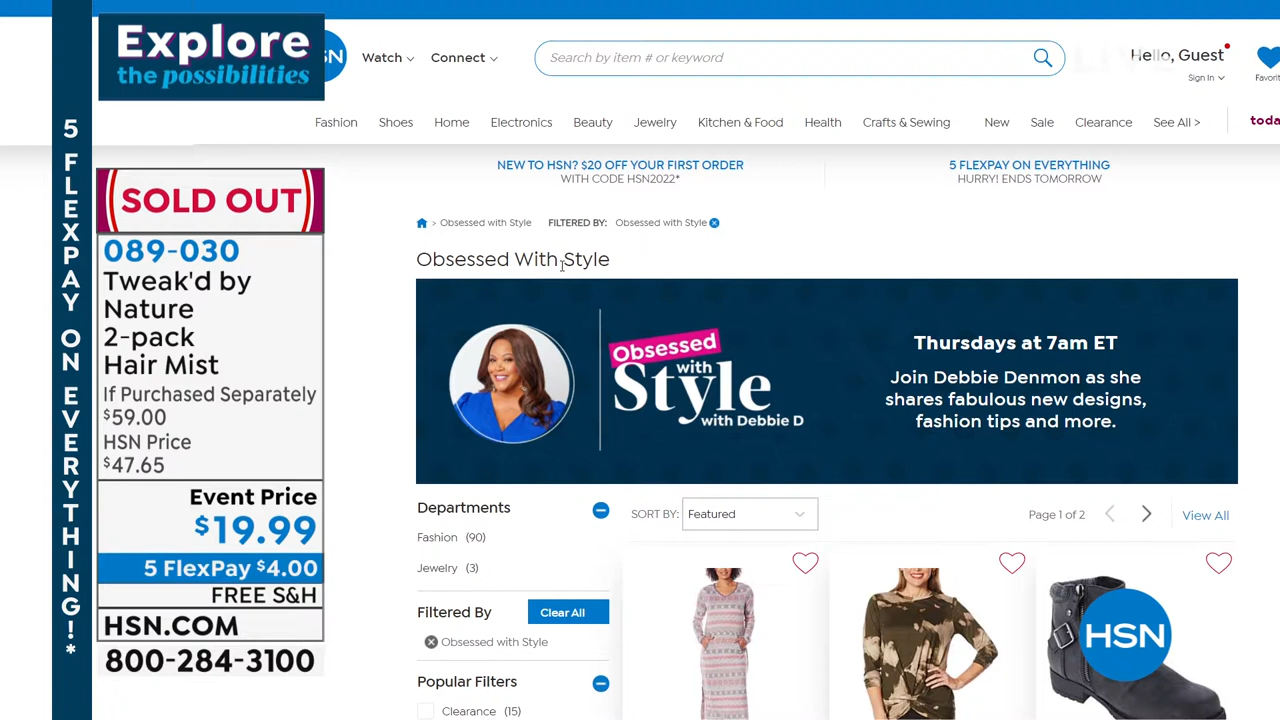 5 FLEXPAY ON EVERYTHING!*
Explore
the possibilities
SOLD OUT
089-030
Tweak'd by
Nature
2-pack
Hair Mist
If Purchased Separately
$59.00
HSN Price
$47.65
Event Price
$19.99
5 FlexPay $4.00
FREE S&H
HSN.COM
800-284-3100
Watch
Connect
Search by item # or keyword
Hello, Guest
Sign In
Favorit
Fashion Shoes Home Electronics Beauty Jewelry Kitchen & Food Health Crafts & Sewing New Sale Clearance See All > toda
NEW TO HSN? $20 OFF YOUR FIRST ORDER
WITH CODE HSN2022*
5 FLEXPAY ON EVERYTHING
HURRY! ENDS TOMORROW
> Obsessed with Style FILTERED BY: Obsessed with Style
Obsessed With Style
Obsessed
with
Style
with Debbie D
Thursdays at 7am ET
Join Debbie Denmon as she
shares fabulous new designs,
fashion tips and more.
Departments
Fashion (90)
Jewelry (3)
Filtered By Clear All
Obsessed with Style
Popular Filters
Clearance (15)
SORT BY: Featured
Page 1 of 2
View All
HSN